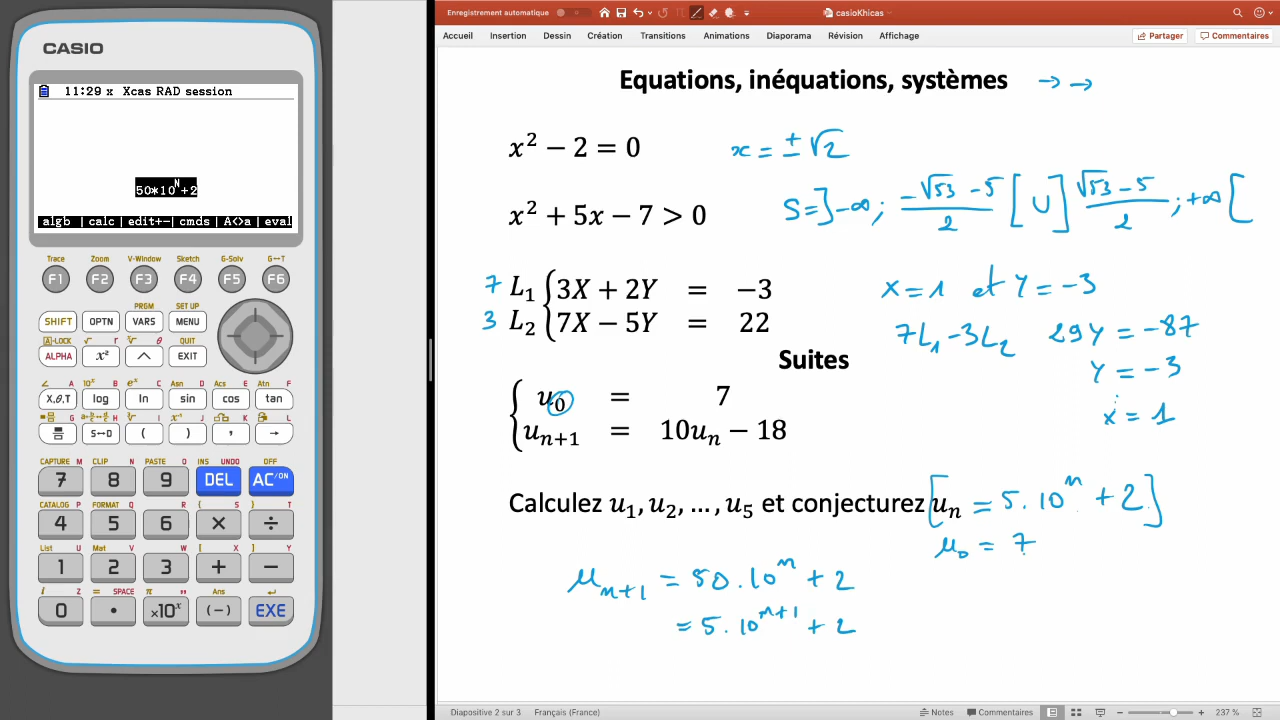 Enregistrement automatique
casioKhicas
Accueil Insertion Dessin Création Transitions Animations Diaporama Révision Affichage
Partager Commentaires
CASIO
11:29 x Xcas RAD session
50*10^N+2
algb | calc | edit+-| cmds | A<>a | eval
Trace Zoom V-Window Sketch G-Solv G↔T
F1 F2 F3 F4 F5 F6
PRGM SET UP
SHIFT OPTN VARS MENU
A-LOCK √ r ∛ θ QUIT
ALPHA x² ^ EXIT
∠ A 10ˣ B eˣ C Asn D Acs E Atn F
X,θ,T log ln sin cos tan
G H I x⁻¹ J K L
S↔D ( ) , →
CAPTURE M CLIP N PASTE O INS UNDO OFF
7 8 9 DEL AC/ON
CATALOG P FORMAT Q R { S } T
4 5 6 × ÷
List U Mat V W [ X ] Y
1 2 3 + −
i Z = SPACE π " Ans ↵
0 • ×10ˣ (−) EXE
Equations, inéquations, systèmes → →
x² − 2 = 0 x = ± √2
x² + 5x − 7 > 0 S = ]-∞ ; (-√53 - 5)/2 [ ∪ ] (√53 - 5)/2 ; +∞ [
7 L₁ { 3X + 2Y = −3 X = 1 et Y = -3
3 L₂ { 7X − 5Y = 22 7L₁ - 3L₂ 29Y = -87
Suites Y = -3
u₀ = 7 x = 1
uₙ₊₁ = 10uₙ − 18
Calculez u₁, u₂, ..., u₅ et conjecturez [uₙ = 5.10ⁿ + 2]
u₀ = 7
uₙ₊₁ = 50.10ⁿ + 2
= 5.10ⁿ⁺¹ + 2
Diapositive 2 sur 3 Français (France) Notes Commentaires 237 %